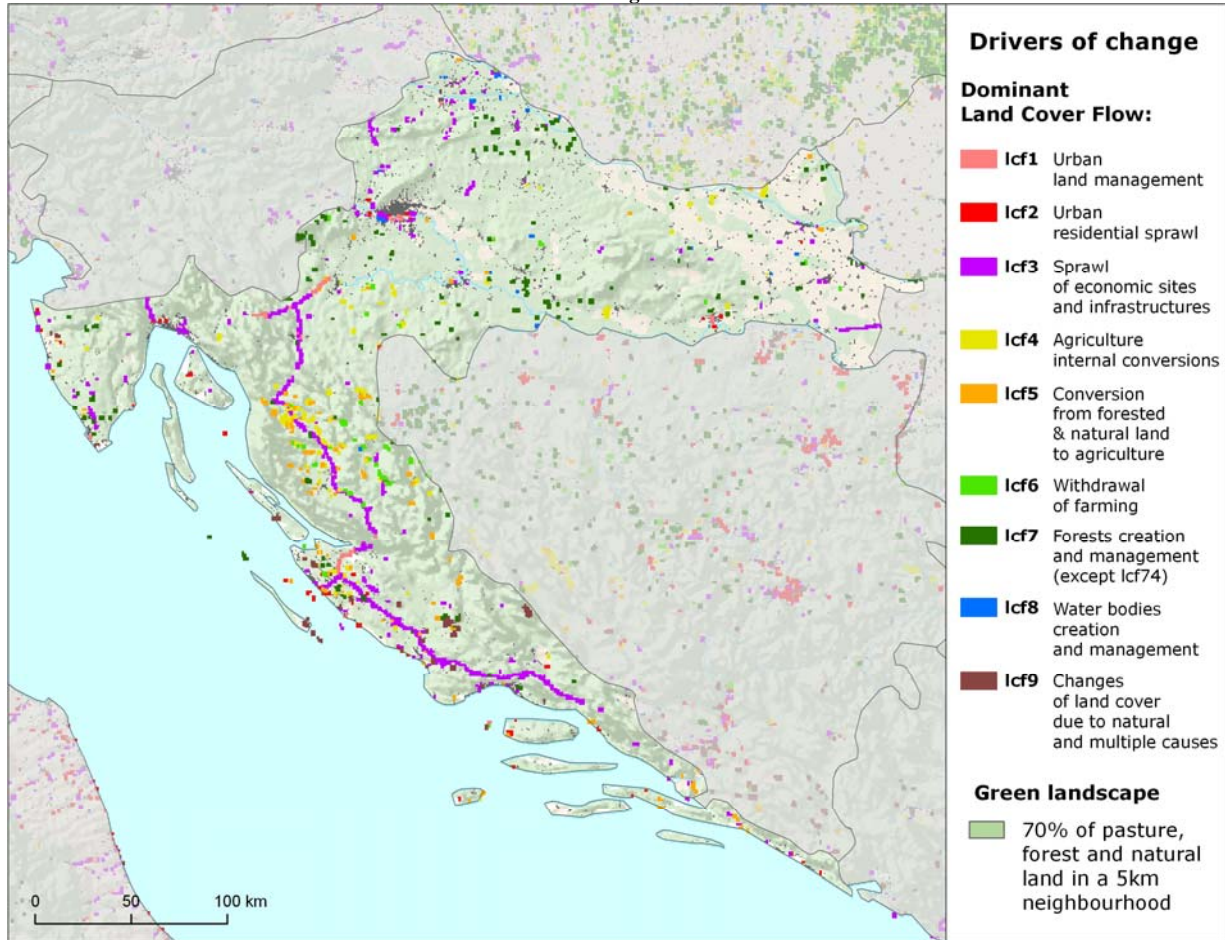 Drivers of change
Dominant
Land Cover Flow:
lcf1 Urban
land management
lcf2 Urban
residential sprawl
lcf3 Sprawl
of economic sites
and infrastructures
lcf4 Agriculture
internal conversions
lcf5 Conversion
from forested
& natural land
to agriculture
lcf6 Withdrawal
of farming
lcf7 Forests creation
and management
(except lcf74)
lcf8 Water bodies
creation
and management
lcf9 Changes
of land cover
due to natural
and multiple causes
Green landscape
70% of pasture,
forest and natural
land in a 5km
neighbourhood
0 50 100 km